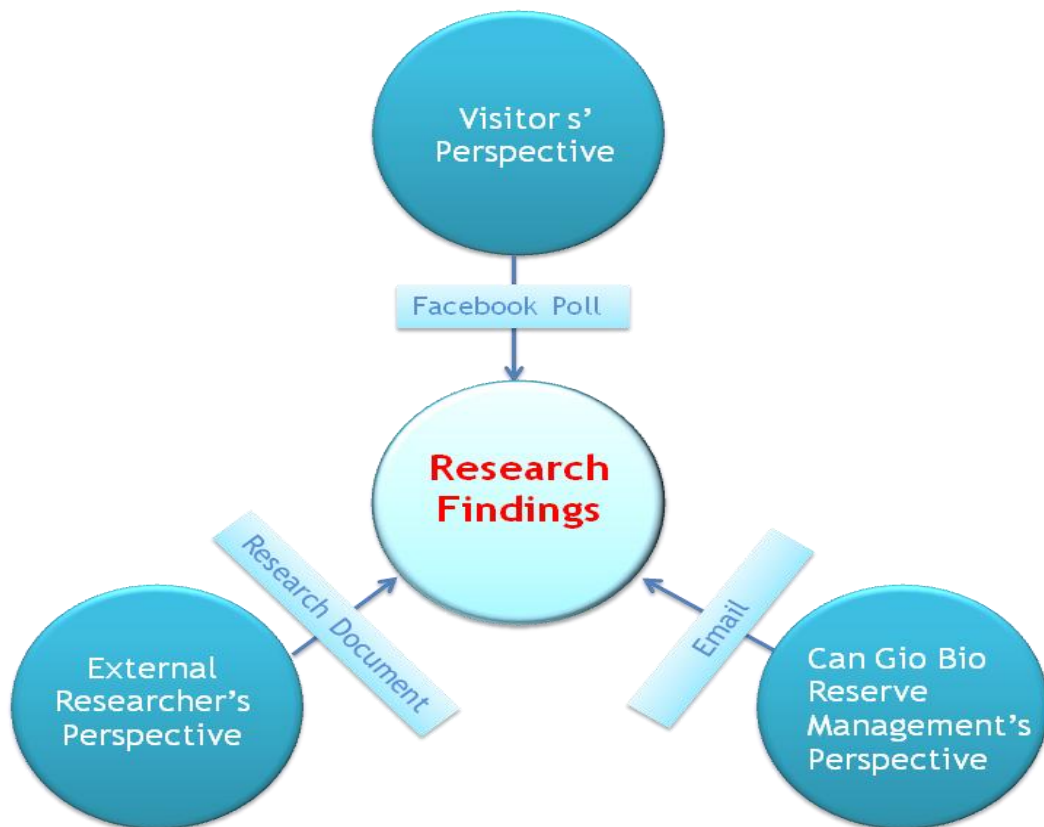 Visitor s'
Perspective
Facebook Poll
Research
Findings
Research Document
Email
External
Researcher's
Perspective
Can Gio Bio
Reserve
Management's
Perspective